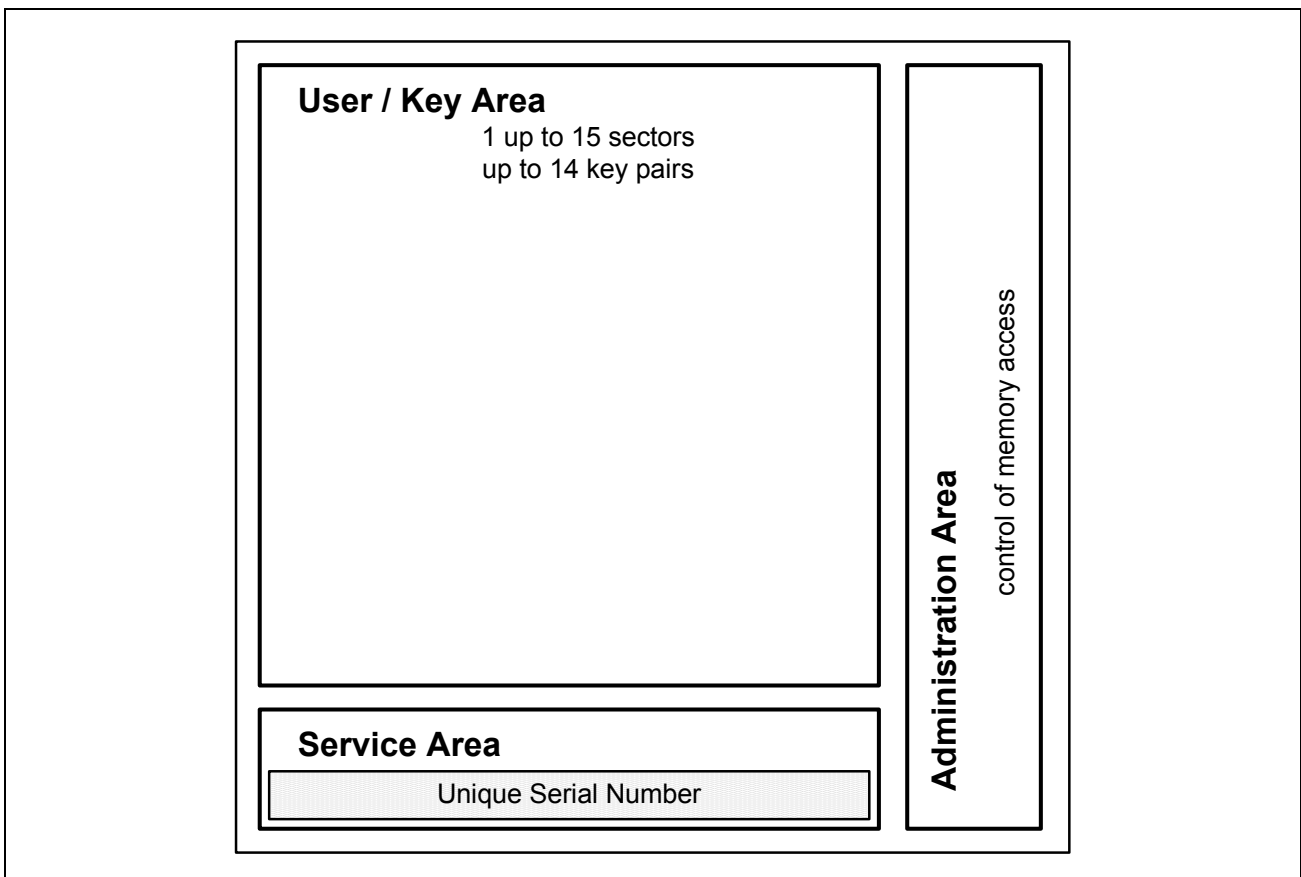 User / Key Area
1 up to 15 sectors
up to 14 key pairs
Service Area
Unique Serial Number
Administration Area
control of memory access